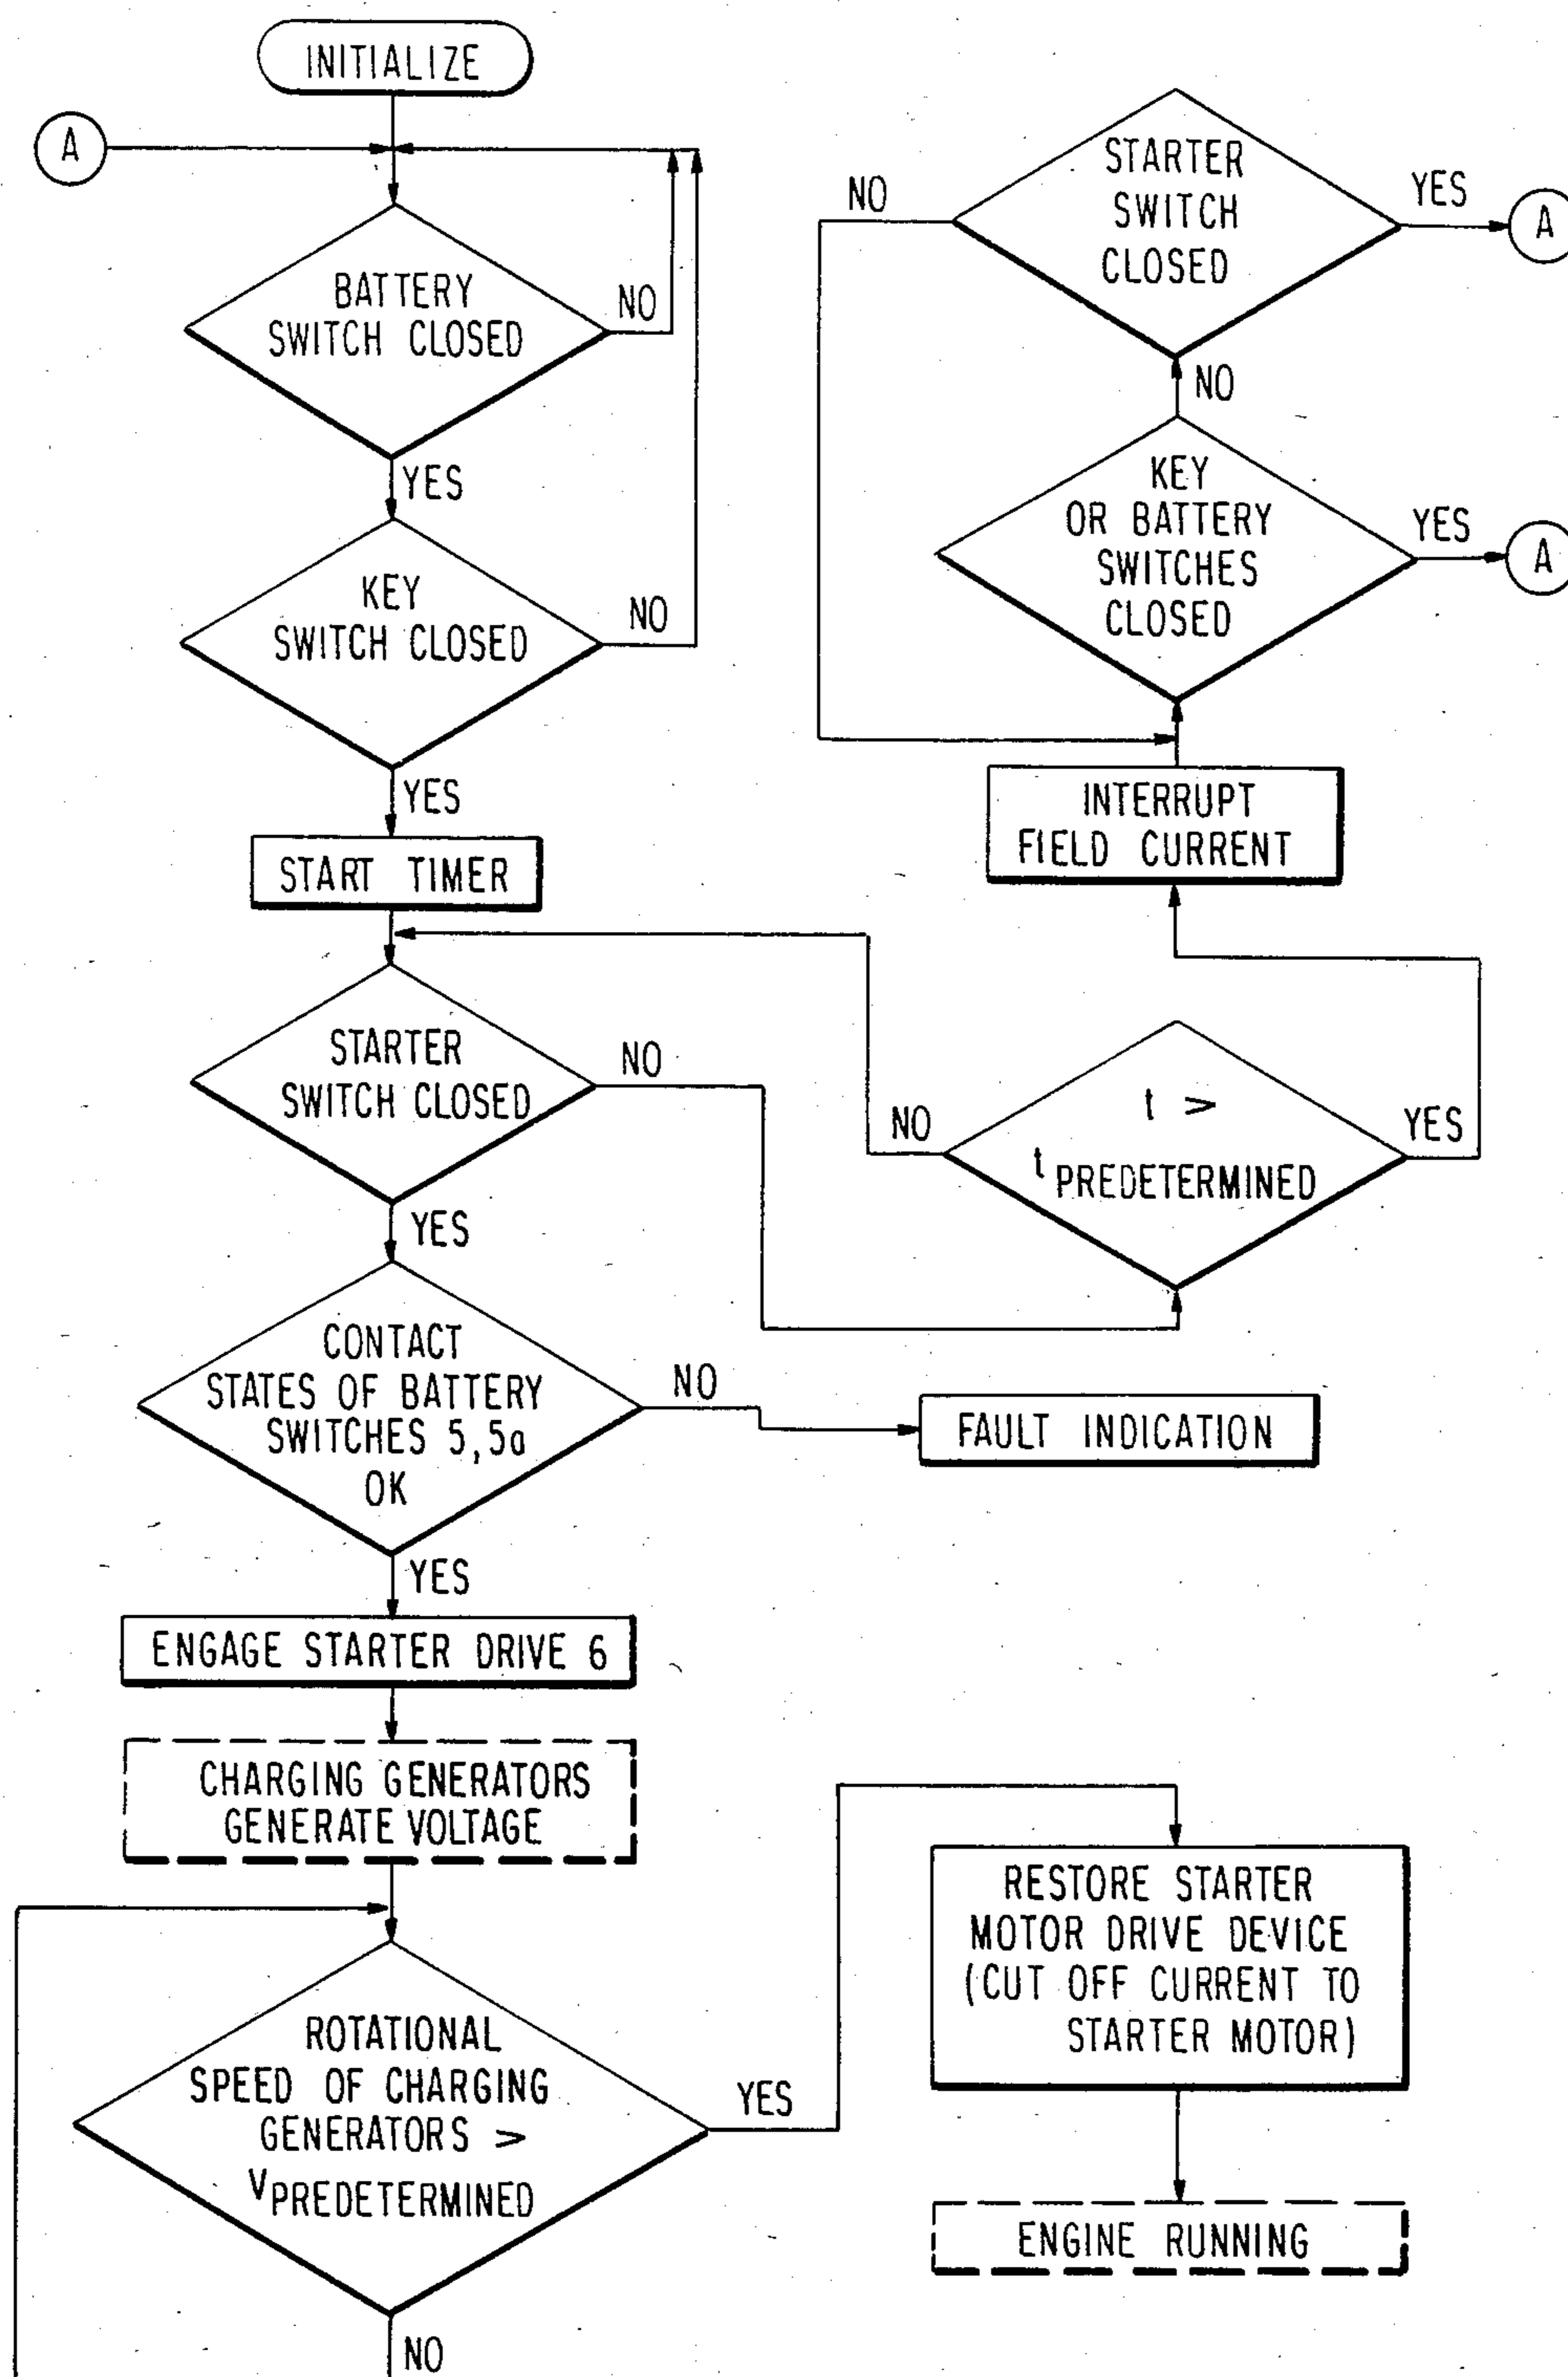 INITIALIZE
A
BATTERY
SWITCH CLOSED
NO
YES
KEY
SWITCH CLOSED
NO
YES
START TIMER
STARTER
SWITCH CLOSED
NO
YES
CONTACT
STATES OF BATTERY
SWITCHES 5,5a
OK
NO
FAULT INDICATION
YES
ENGAGE STARTER DRIVE 6
CHARGING GENERATORS
GENERATE VOLTAGE
ROTATIONAL
SPEED OF CHARGING
GENERATORS >
V PREDETERMINED
YES
NO
STARTER
SWITCH
CLOSED
NO
YES
A
NO
KEY
OR BATTERY
SWITCHES
CLOSED
YES
A
INTERRUPT
FIELD CURRENT
t >
t PREDETERMINED
NO
YES
RESTORE STARTER
MOTOR DRIVE DEVICE
(CUT OFF CURRENT TO
STARTER MOTOR)
ENGINE RUNNING